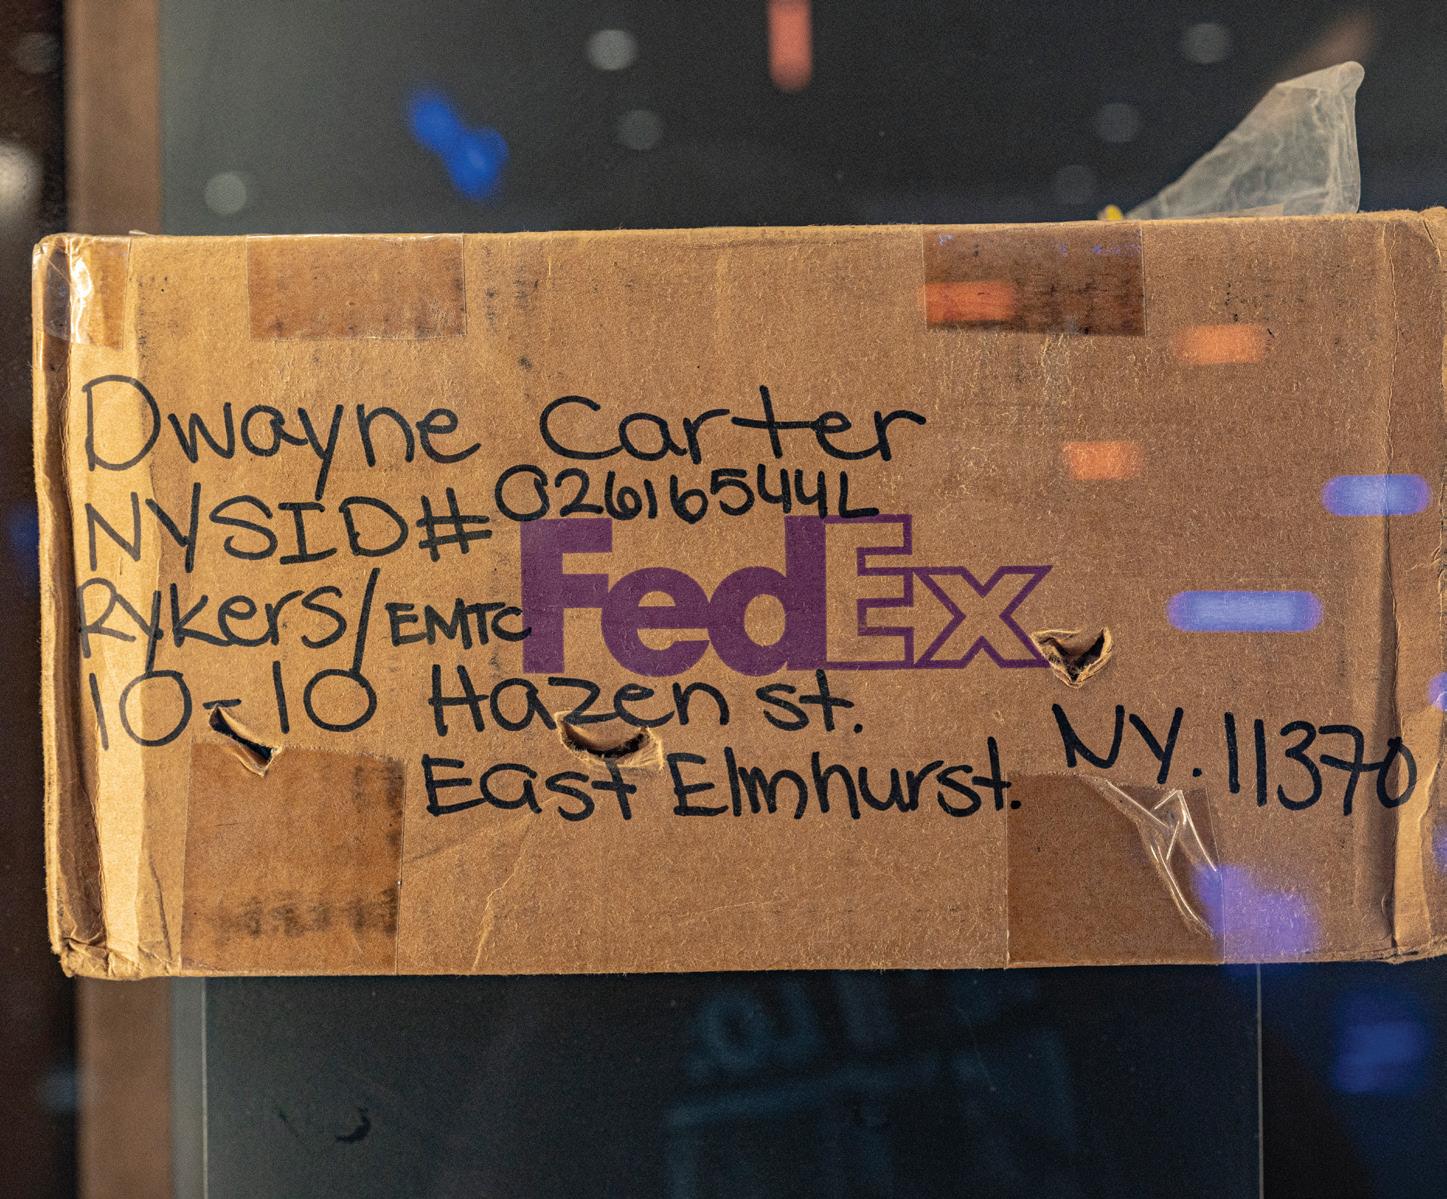 Dwayne Carter
NYSID# 02616544L
FedEx
Rykers/EMTC
10-10 Hazen st.
East Elmhurst. NY. 11370